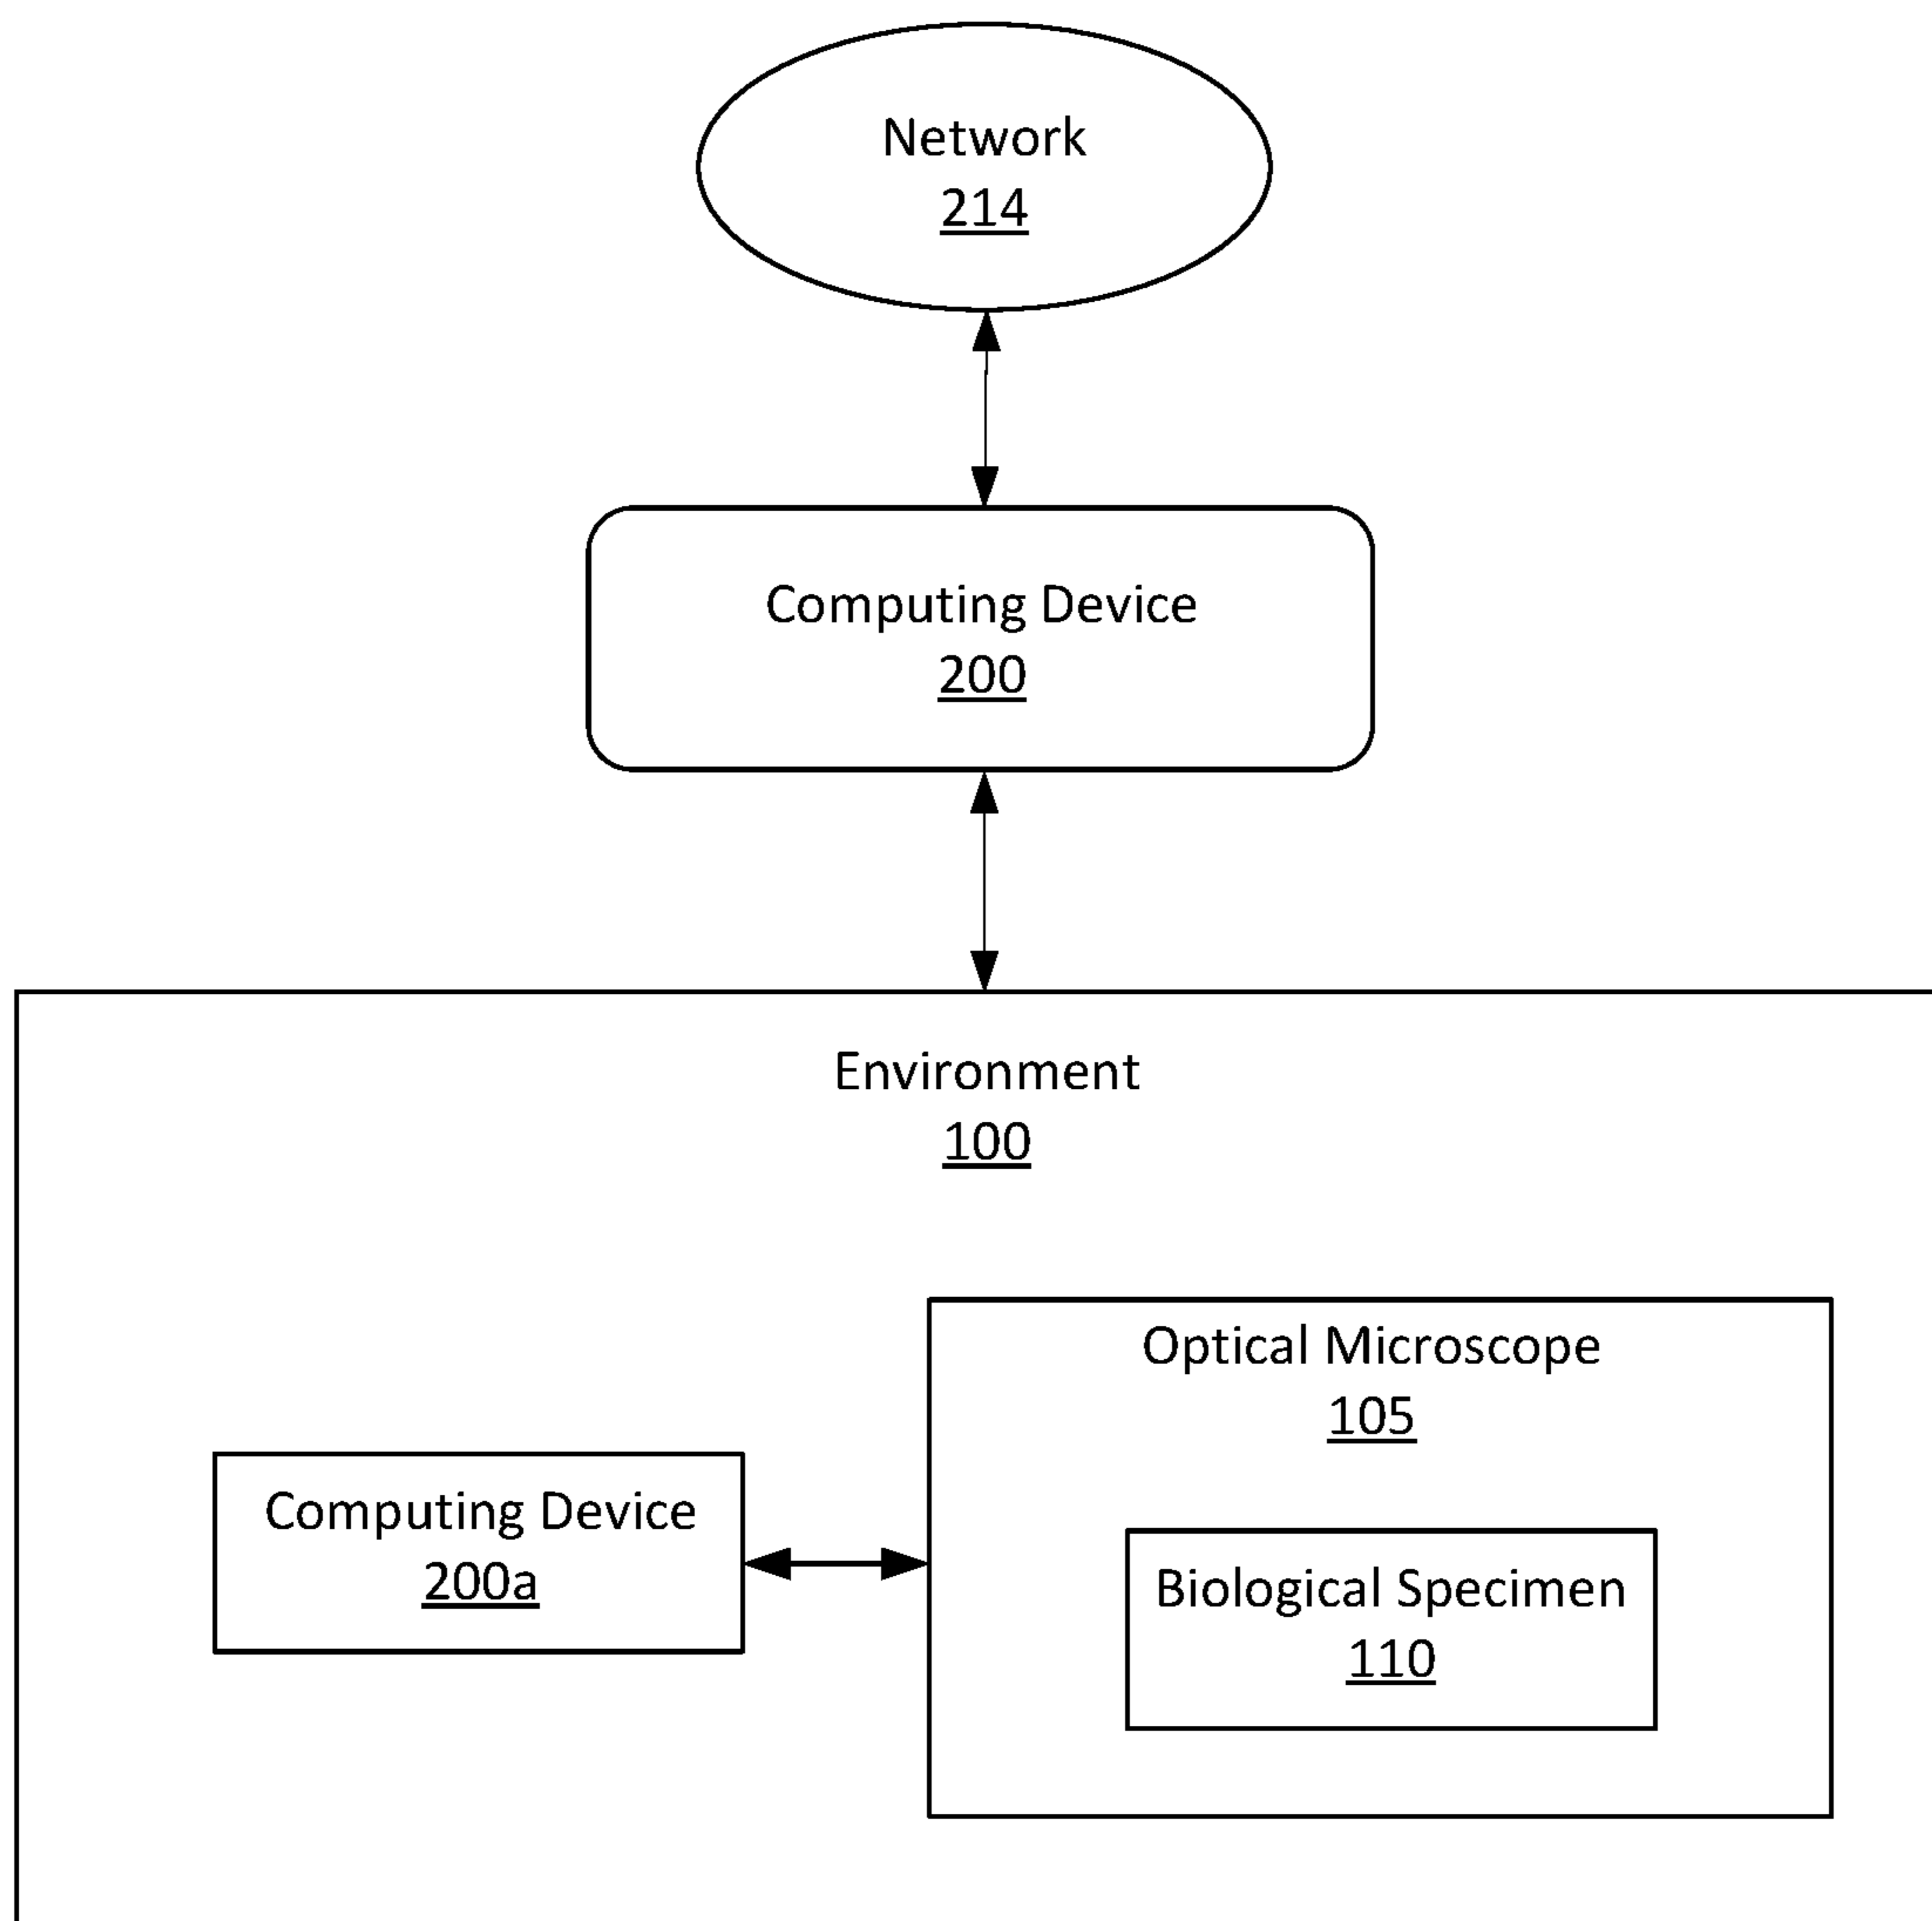 Network
214
Computing Device
200
Environment
100
Optical Microscope
105
Computing Device
200a
Biological Specimen
110